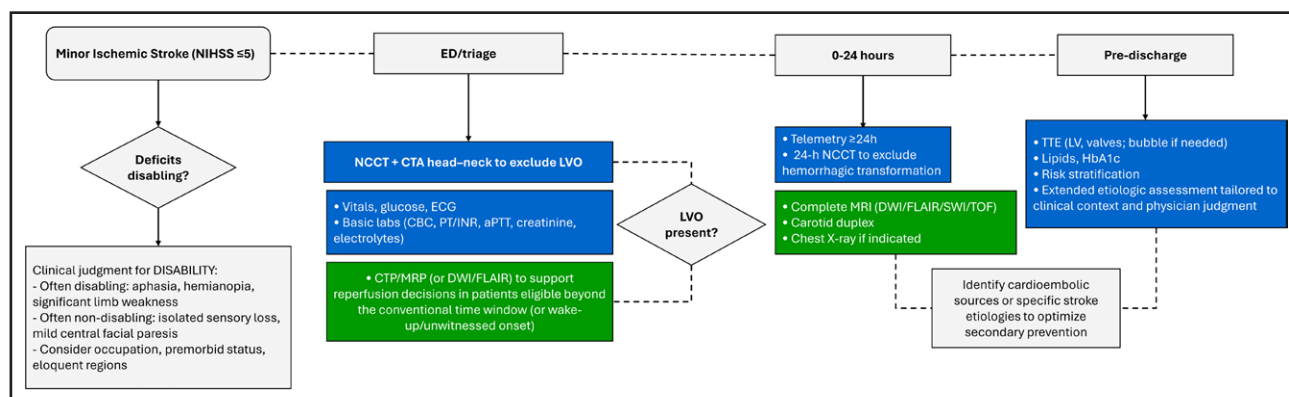 Minor Ischemic Stroke (NIHSS ≤5)
Deficits
disabling?
Clinical judgment for DISABILITY:
- Often disabling: aphasia, hemianopia,
significant limb weakness
- Often non-disabling: isolated sensory loss,
mild central facial paresis
- Consider occupation, premorbid status,
eloquent regions
ED/triage
NCCT + CTA head–neck to exclude LVO
• Vitals, glucose, ECG
• Basic labs (CBC, PT/INR, aPTT, creatinine,
electrolytes)
• CTP/MRP (or DWI/FLAIR) to support
reperfusion decisions in patients eligible beyond
the conventional time window (or wake-
up/unwitnessed onset)
LVO
present?
0-24 hours
• Telemetry ≥24h
• 24-h NCCT to exclude
hemorrhagic transformation
• Complete MRI (DWI/FLAIR/SWI/TOF)
• Carotid duplex
• Chest X-ray if indicated
Pre-discharge
• TTE (LV, valves; bubble if needed)
• Lipids, HbA1c
• Risk stratification
• Extended etiologic assessment tailored to
clinical context and physician judgment
Identify cardioembolic
sources or specific stroke
etiologies to optimize
secondary prevention